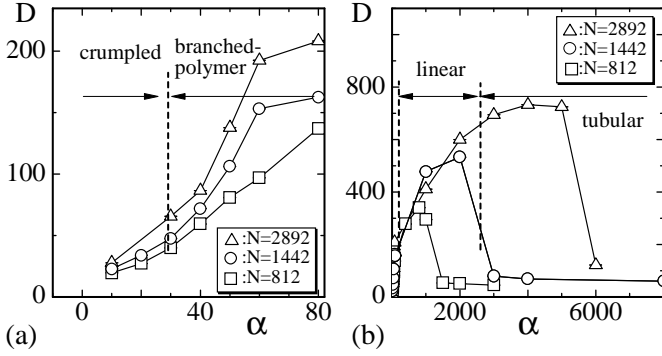 D
200
100
0
crumpled
branched-
polymer
△:N=2892
○:N=1442
□:N=812
0
40
80
α
(a)
D
800
400
0
△:N=2892
○:N=1442
□:N=812
linear
tubular
2000
6000
α
(b)